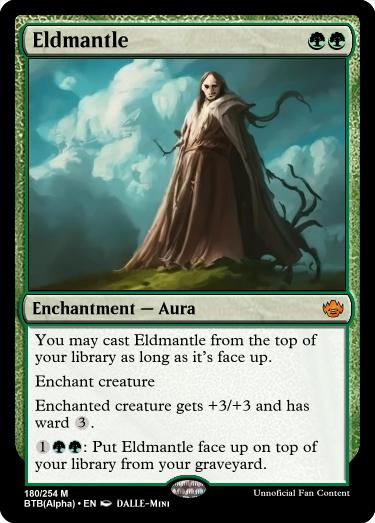 Eldmantle
Enchantment — Aura
You may cast Eldmantle from the top of
your library as long as it's face up.
Enchant creature
Enchanted creature gets +3/+3 and has
ward 3.
1: Put Eldmantle face up on top of
your library from your graveyard.
180/254 M
BTB(Alpha) • EN DALLE-Mini
Unofficial Fan Content